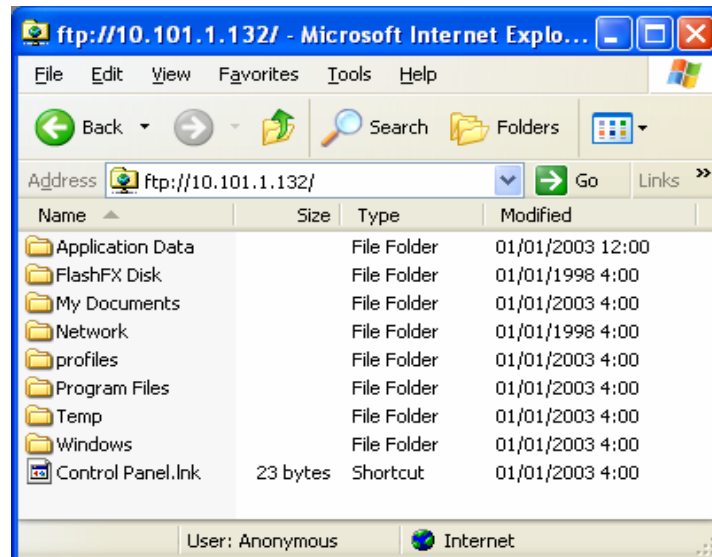 ftp://10.101.1.132/ - Microsoft Internet Explo...
File Edit View Favorites Tools Help
Back Search Folders
Address ftp://10.101.1.132/ Go Links »
Name Size Type Modified
Application Data File Folder 01/01/2003 12:00
FlashFX Disk File Folder 01/01/1998 4:00
My Documents File Folder 01/01/2003 4:00
Network File Folder 01/01/1998 4:00
profiles File Folder 01/01/2003 4:00
Program Files File Folder 01/01/2003 4:00
Temp File Folder 01/01/2003 4:00
Windows File Folder 01/01/2003 4:00
Control Panel.lnk 23 bytes Shortcut 01/01/2003 4:00
User: Anonymous Internet